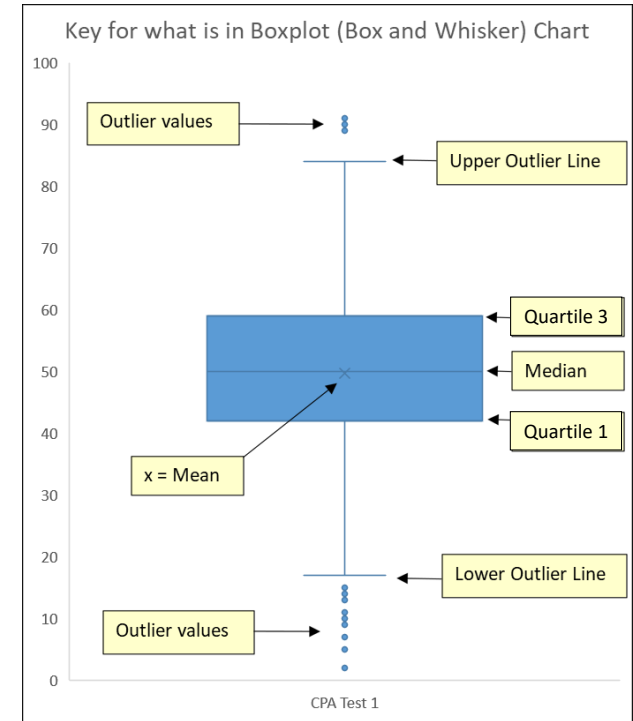 Key for what is in Boxplot (Box and Whisker) Chart
100
90
80
70
60
50
40
30
20
10
0
Outlier values
Upper Outlier Line
Quartile 3
Median
Quartile 1
x = Mean
Lower Outlier Line
Outlier values
CPA Test 1